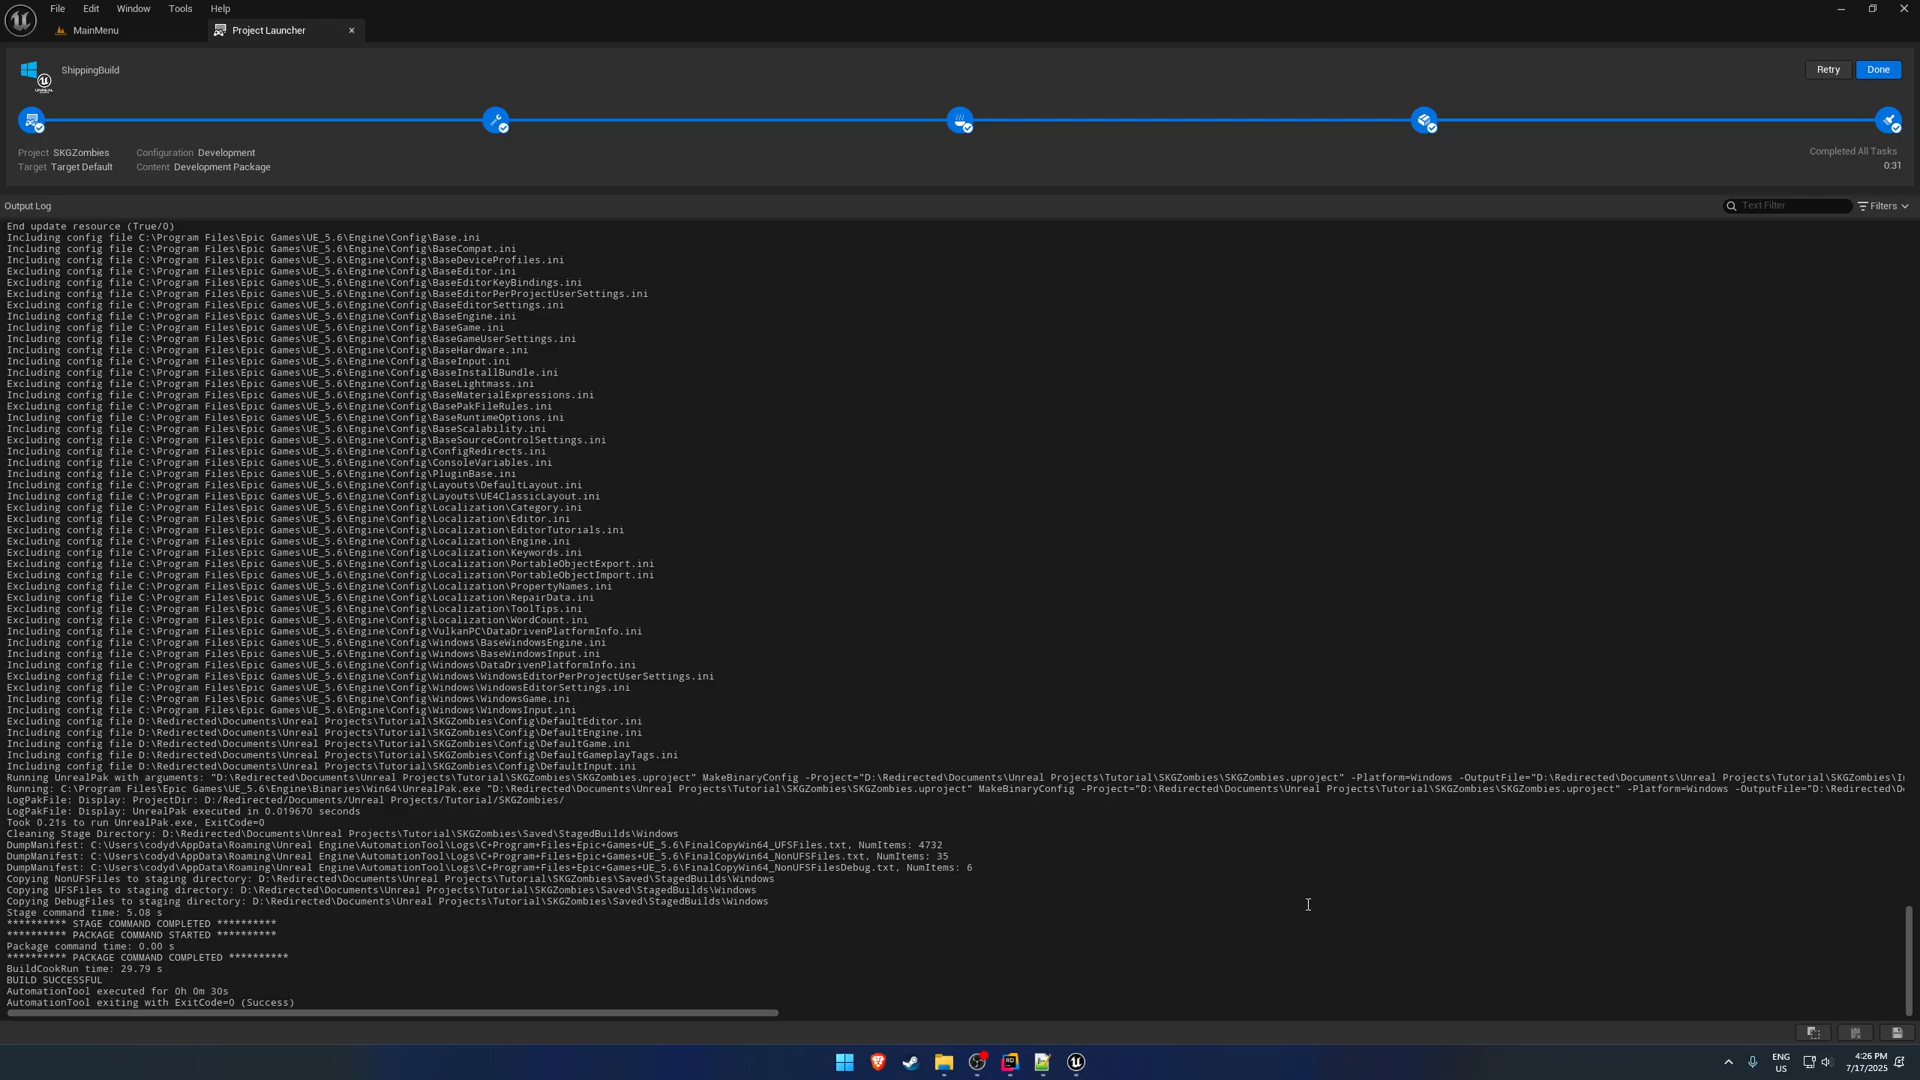 File Edit Window Tools Help
MainMenu Project Launcher
ShippingBuild Retry Done
Project SKGZombies Configuration Development Completed All Tasks
Target Target Default Content Development Package 0:31
Output Log Text Filter Filters
End update resource (True/0)
Including config file C:\Program Files\Epic Games\UE_5.6\Engine\Config\Base.ini
Including config file C:\Program Files\Epic Games\UE_5.6\Engine\Config\BaseCompat.ini
Including config file C:\Program Files\Epic Games\UE_5.6\Engine\Config\BaseDeviceProfiles.ini
Excluding config file C:\Program Files\Epic Games\UE_5.6\Engine\Config\BaseEditor.ini
Excluding config file C:\Program Files\Epic Games\UE_5.6\Engine\Config\BaseEditorKeyBindings.ini
Excluding config file C:\Program Files\Epic Games\UE_5.6\Engine\Config\BaseEditorPerProjectUserSettings.ini
Excluding config file C:\Program Files\Epic Games\UE_5.6\Engine\Config\BaseEditorSettings.ini
Including config file C:\Program Files\Epic Games\UE_5.6\Engine\Config\BaseEngine.ini
Including config file C:\Program Files\Epic Games\UE_5.6\Engine\Config\BaseGame.ini
Including config file C:\Program Files\Epic Games\UE_5.6\Engine\Config\BaseGameUserSettings.ini
Including config file C:\Program Files\Epic Games\UE_5.6\Engine\Config\BaseHardware.ini
Including config file C:\Program Files\Epic Games\UE_5.6\Engine\Config\BaseInput.ini
Including config file C:\Program Files\Epic Games\UE_5.6\Engine\Config\BaseInstallBundle.ini
Excluding config file C:\Program Files\Epic Games\UE_5.6\Engine\Config\BaseLightmass.ini
Including config file C:\Program Files\Epic Games\UE_5.6\Engine\Config\BaseMaterialExpressions.ini
Excluding config file C:\Program Files\Epic Games\UE_5.6\Engine\Config\BasePakFileRules.ini
Including config file C:\Program Files\Epic Games\UE_5.6\Engine\Config\BaseRuntimeOptions.ini
Including config file C:\Program Files\Epic Games\UE_5.6\Engine\Config\BaseScalability.ini
Excluding config file C:\Program Files\Epic Games\UE_5.6\Engine\Config\BaseSourceControlSettings.ini
Excluding config file C:\Program Files\Epic Games\UE_5.6\Engine\Config\ConfigRedirects.ini
Including config file C:\Program Files\Epic Games\UE_5.6\Engine\Config\ConsoleVariables.ini
Including config file C:\Program Files\Epic Games\UE_5.6\Engine\Config\PluginBase.ini
Including config file C:\Program Files\Epic Games\UE_5.6\Engine\Config\Layouts\DefaultLayout.ini
Including config file C:\Program Files\Epic Games\UE_5.6\Engine\Config\Layouts\UE4ClassicLayout.ini
Excluding config file C:\Program Files\Epic Games\UE_5.6\Engine\Config\Localization\Category.ini
Excluding config file C:\Program Files\Epic Games\UE_5.6\Engine\Config\Localization\Editor.ini
Excluding config file C:\Program Files\Epic Games\UE_5.6\Engine\Config\Localization\EditorTutorials.ini
Excluding config file C:\Program Files\Epic Games\UE_5.6\Engine\Config\Localization\Engine.ini
Excluding config file C:\Program Files\Epic Games\UE_5.6\Engine\Config\Localization\Keywords.ini
Excluding config file C:\Program Files\Epic Games\UE_5.6\Engine\Config\Localization\PortableObjectExport.ini
Excluding config file C:\Program Files\Epic Games\UE_5.6\Engine\Config\Localization\PortableObjectImport.ini
Excluding config file C:\Program Files\Epic Games\UE_5.6\Engine\Config\Localization\PropertyNames.ini
Excluding config file C:\Program Files\Epic Games\UE_5.6\Engine\Config\Localization\RepairData.ini
Excluding config file C:\Program Files\Epic Games\UE_5.6\Engine\Config\Localization\ToolTips.ini
Excluding config file C:\Program Files\Epic Games\UE_5.6\Engine\Config\Localization\WordCount.ini
Including config file C:\Program Files\Epic Games\UE_5.6\Engine\Config\VulkanPC\DataDrivenPlatformInfo.ini
Including config file C:\Program Files\Epic Games\UE_5.6\Engine\Config\Windows\BaseWindowsEngine.ini
Including config file C:\Program Files\Epic Games\UE_5.6\Engine\Config\Windows\BaseWindowsInput.ini
Including config file C:\Program Files\Epic Games\UE_5.6\Engine\Config\Windows\DataDrivenPlatformInfo.ini
Excluding config file C:\Program Files\Epic Games\UE_5.6\Engine\Config\Windows\WindowsEditorPerProjectUserSettings.ini
Excluding config file C:\Program Files\Epic Games\UE_5.6\Engine\Config\Windows\WindowsEditorSettings.ini
Including config file C:\Program Files\Epic Games\UE_5.6\Engine\Config\Windows\WindowsGame.ini
Including config file C:\Program Files\Epic Games\UE_5.6\Engine\Config\Windows\WindowsInput.ini
Excluding config file D:\Redirected\Documents\Unreal Projects\Tutorial\SKGZombies\Config\DefaultEditor.ini
Including config file D:\Redirected\Documents\Unreal Projects\Tutorial\SKGZombies\Config\DefaultEngine.ini
Including config file D:\Redirected\Documents\Unreal Projects\Tutorial\SKGZombies\Config\DefaultGame.ini
Including config file D:\Redirected\Documents\Unreal Projects\Tutorial\SKGZombies\Config\DefaultGameplayTags.ini
Including config file D:\Redirected\Documents\Unreal Projects\Tutorial\SKGZombies\Config\DefaultInput.ini
Running UnrealPak with arguments: "D:\Redirected\Documents\Unreal Projects\Tutorial\SKGZombies\SKGZombies.uproject" MakeBinaryConfig -Project="D:\Redirected\Documents\Unreal Projects\Tutorial\SKGZombies\SKGZombies.uproject" -Platform=Windows -OutputFile="D:\Redirected\Documents\Unreal Projects\Tutorial\SKGZombies\I
Running: C:\Program Files\Epic Games\UE_5.6\Engine\Binaries\Win64\UnrealPak.exe "D:\Redirected\Documents\Unreal Projects\Tutorial\SKGZombies\SKGZombies.uproject" MakeBinaryConfig -Project="D:\Redirected\Documents\Unreal Projects\Tutorial\SKGZombies\SKGZombies.uproject" -Platform=Windows -OutputFile="D:\Redirected\D
LogPakFile: Display: ProjectDir: D:/Redirected/Documents/Unreal Projects/Tutorial/SKGZombies/
LogPakFile: Display: UnrealPak executed in 0.019670 seconds
Took 0.21s to run UnrealPak.exe, ExitCode=0
Cleaning Stage Directory: D:\Redirected\Documents\Unreal Projects\Tutorial\SKGZombies\Saved\StagedBuilds\Windows
DumpManifest: C:\Users\codyd\AppData\Roaming\Unreal Engine\AutomationTool\Logs\C+Program+Files+Epic+Games+UE_5.6\FinalCopyWin64_UFSFiles.txt, NumItems: 4732
DumpManifest: C:\Users\codyd\AppData\Roaming\Unreal Engine\AutomationTool\Logs\C+Program+Files+Epic+Games+UE_5.6\FinalCopyWin64_NonUFSFiles.txt, NumItems: 35
DumpManifest: C:\Users\codyd\AppData\Roaming\Unreal Engine\AutomationTool\Logs\C+Program+Files+Epic+Games+UE_5.6\FinalCopyWin64_NonUFSFilesDebug.txt, NumItems: 6
Copying NonUFSFiles to staging directory: D:\Redirected\Documents\Unreal Projects\Tutorial\SKGZombies\Saved\StagedBuilds\Windows
Copying UFSFiles to staging directory: D:\Redirected\Documents\Unreal Projects\Tutorial\SKGZombies\Saved\StagedBuilds\Windows
Copying DebugFiles to staging directory: D:\Redirected\Documents\Unreal Projects\Tutorial\SKGZombies\Saved\StagedBuilds\Windows
Stage command time: 5.08 s
********** STAGE COMMAND COMPLETED **********
********** PACKAGE COMMAND STARTED **********
Package command time: 0.00 s
********** PACKAGE COMMAND COMPLETED **********
BuildCookRun time: 29.79 s
BUILD SUCCESSFUL
AutomationTool executed for 0h 0m 30s
AutomationTool exiting with ExitCode=0 (Success)
ENG 4:26 PM
US 7/17/2025